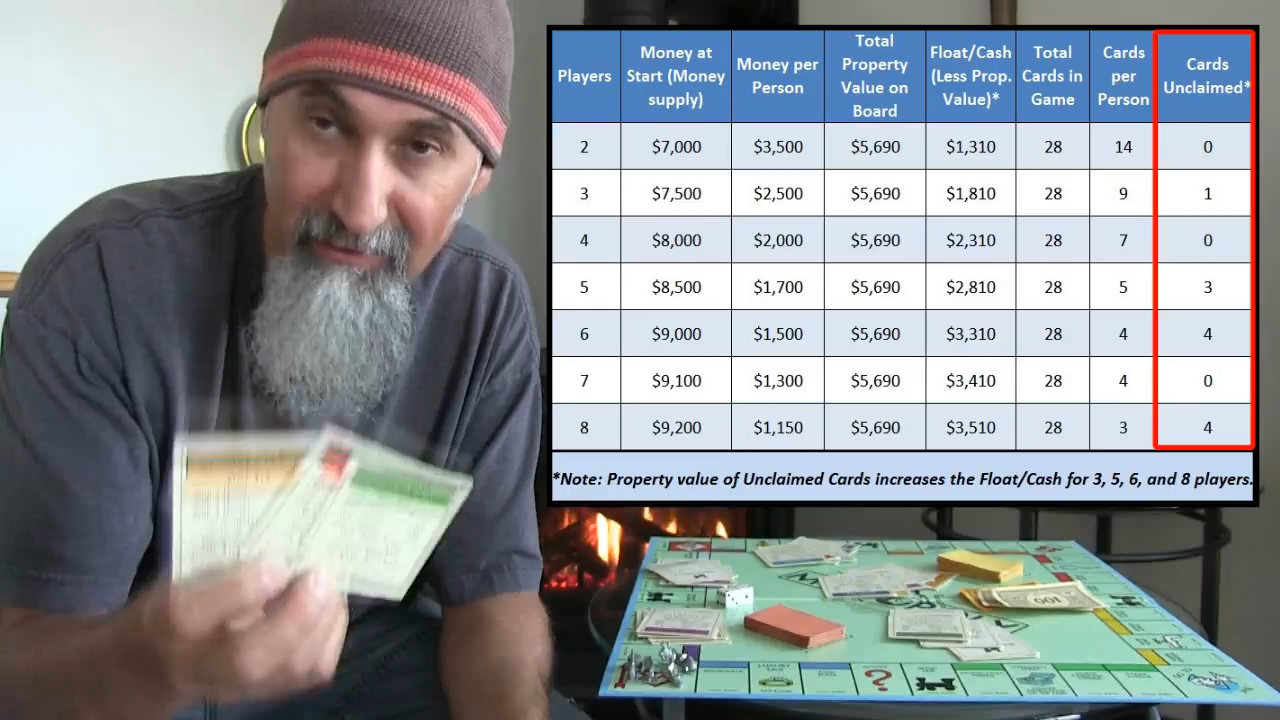 Players
Money at
Start (Money
supply)
Money per
Person
Total
Property
Value on
Board
Float/Cash
(Less Prop.
Value)*
Total
Cards in
Game
Cards
per
Person
Cards
Unclaimed*
2 $7,000 $3,500 $5,690 $1,310 28 14 0
3 $7,500 $2,500 $5,690 $1,810 28 9 1
4 $8,000 $2,000 $5,690 $2,310 28 7 0
5 $8,500 $1,700 $5,690 $2,810 28 5 3
6 $9,000 $1,500 $5,690 $3,310 28 4 4
7 $9,100 $1,300 $5,690 $3,410 28 4 0
8 $9,200 $1,150 $5,690 $3,510 28 3 4
*Note: Property value of Unclaimed Cards increases the Float/Cash for 3, 5, 6, and 8 players.
100
LUXURY
TAX
?